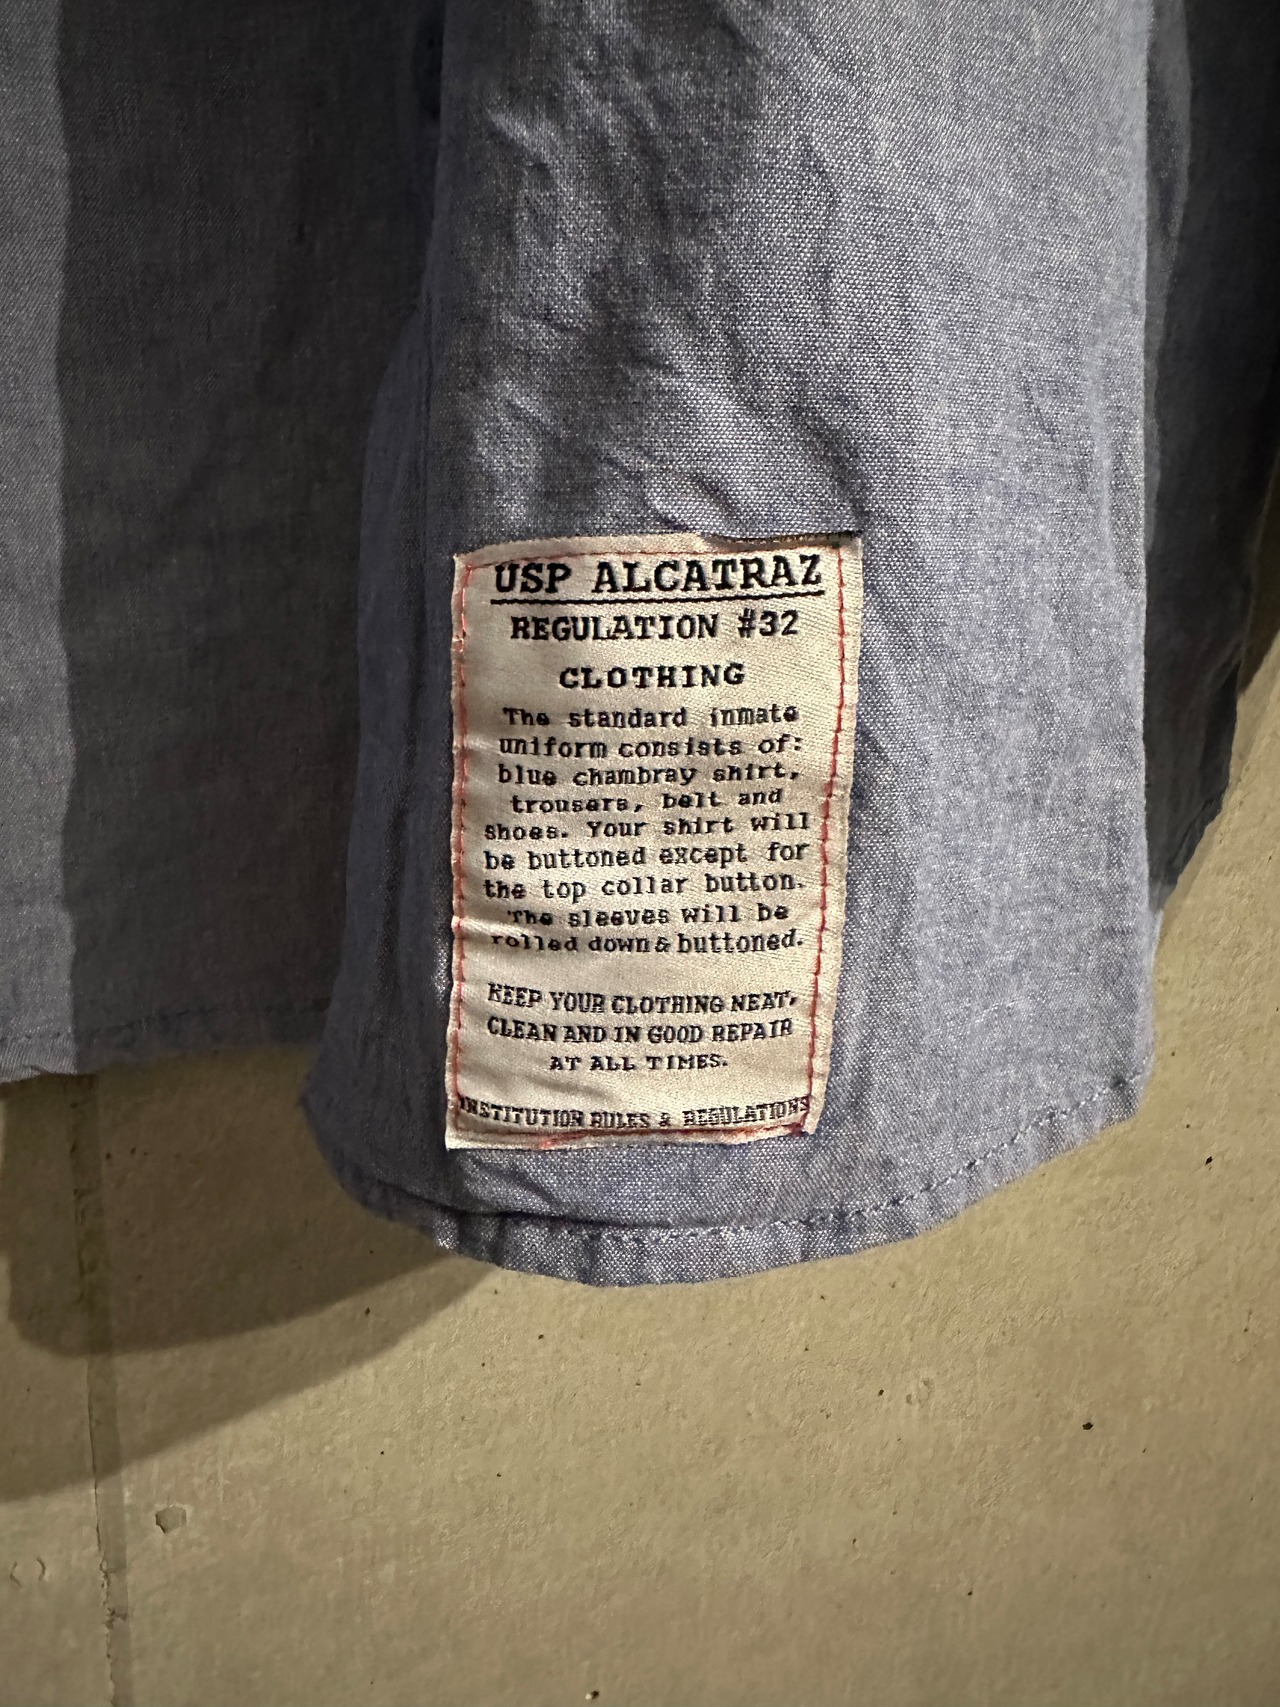 USP ALCATRAZ
REGULATION #32
CLOTHING
The standard inmate
uniform consists of:
blue chambray shirt,
trousers, belt and
shoes. Your shirt will
be buttoned except for
the top collar button.
The sleeves will be
rolled down & buttoned.
KEEP YOUR CLOTHING NEAT,
CLEAN AND IN GOOD REPAIR
AT ALL TIMES.
INSTITUTION RULES & REGULATIONS